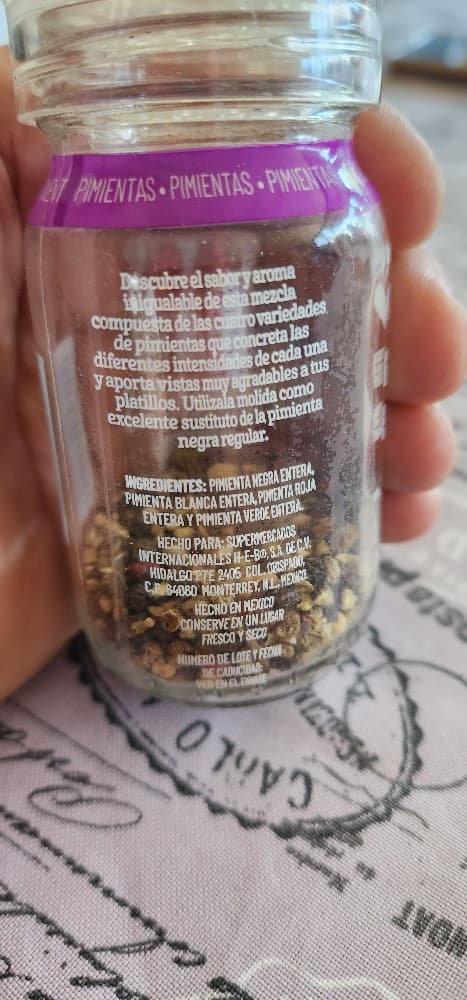 PIMIENTAS • PIMIENTAS • PIMIENTAS
Descubre el sabor y aroma
inigualable de esta mezcla
compuesta de las cuatro variedades
de pimientas que concreta las
diferentes intensidades de cada una
y aporta vistas muy agradables a tus
platillos. Utilizala molida como
excelente sustituto de la pimienta
negra regular.
INGREDIENTES: PIMIENTA NEGRA ENTERA,
PIMIENTA BLANCA ENTERA, PIMIENTA ROJA
ENTERA Y PIMIENTA VERDE ENTERA.
HECHO PARA: SUPERMERCADOS
INTERNACIONALES H-E-B®, S.A. DE C.V.
HIDALGO PTE 2405 COL. OBISPADO,
C.P. 64060 MONTERREY, N.L., MÉXICO.
HECHO EN MÉXICO
CONSERVE EN UN LUGAR
FRESCO Y SECO
NUMERO DE LOTE Y FECHA
DE CADUCIDAD:
VER EN EL ENVASE